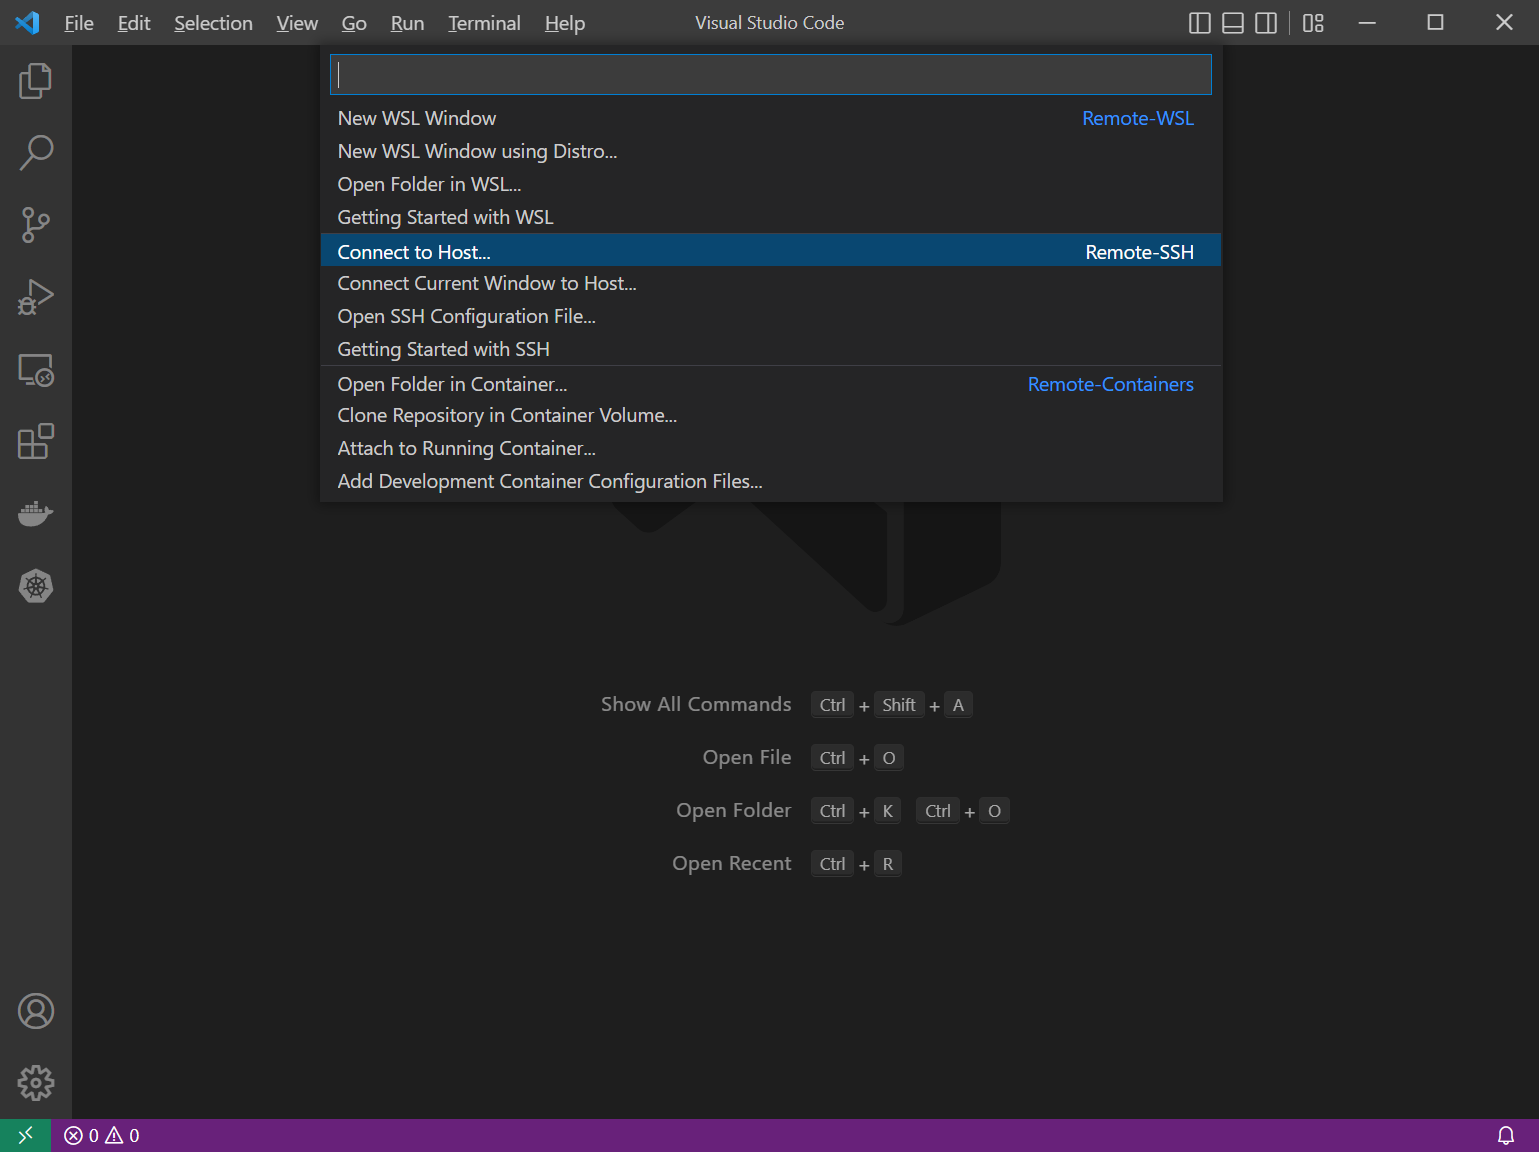 File Edit Selection View Go Run Terminal Help Visual Studio Code
New WSL Window Remote-WSL
New WSL Window using Distro...
Open Folder in WSL...
Getting Started with WSL
Connect to Host... Remote-SSH
Connect Current Window to Host...
Open SSH Configuration File...
Getting Started with SSH
Open Folder in Container... Remote-Containers
Clone Repository in Container Volume...
Attach to Running Container...
Add Development Container Configuration Files...
Show All Commands Ctrl + Shift + A
Open File Ctrl + O
Open Folder Ctrl + K Ctrl + O
Open Recent Ctrl + R
0 0